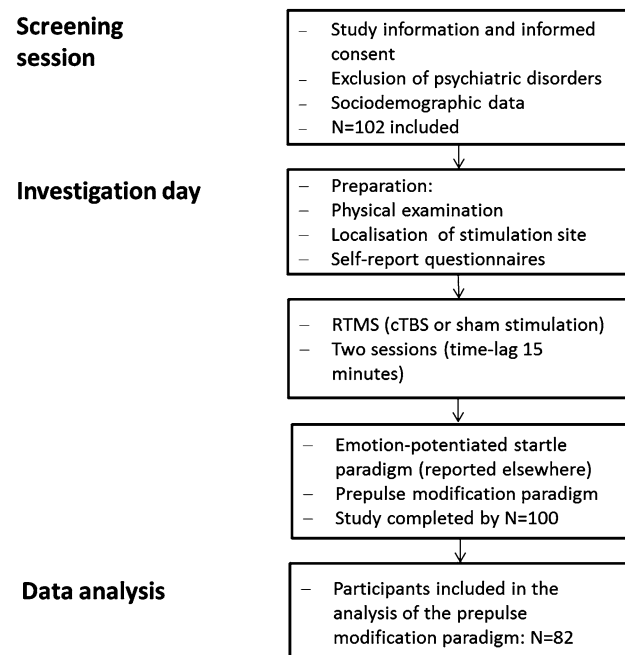 Screening
session
– Study information and informed
consent
– Exclusion of psychiatric disorders
– Sociodemographic data
– N=102 included
Investigation day
– Preparation:
– Physical examination
– Localisation of stimulation site
– Self-report questionnaires
– RTMS (cTBS or sham stimulation)
– Two sessions (time-lag 15
minutes)
– Emotion-potentiated startle
paradigm (reported elsewhere)
– Prepulse modification paradigm
– Study completed by N=100
Data analysis
– Participants included in the
analysis of the prepulse
modification paradigm: N=82